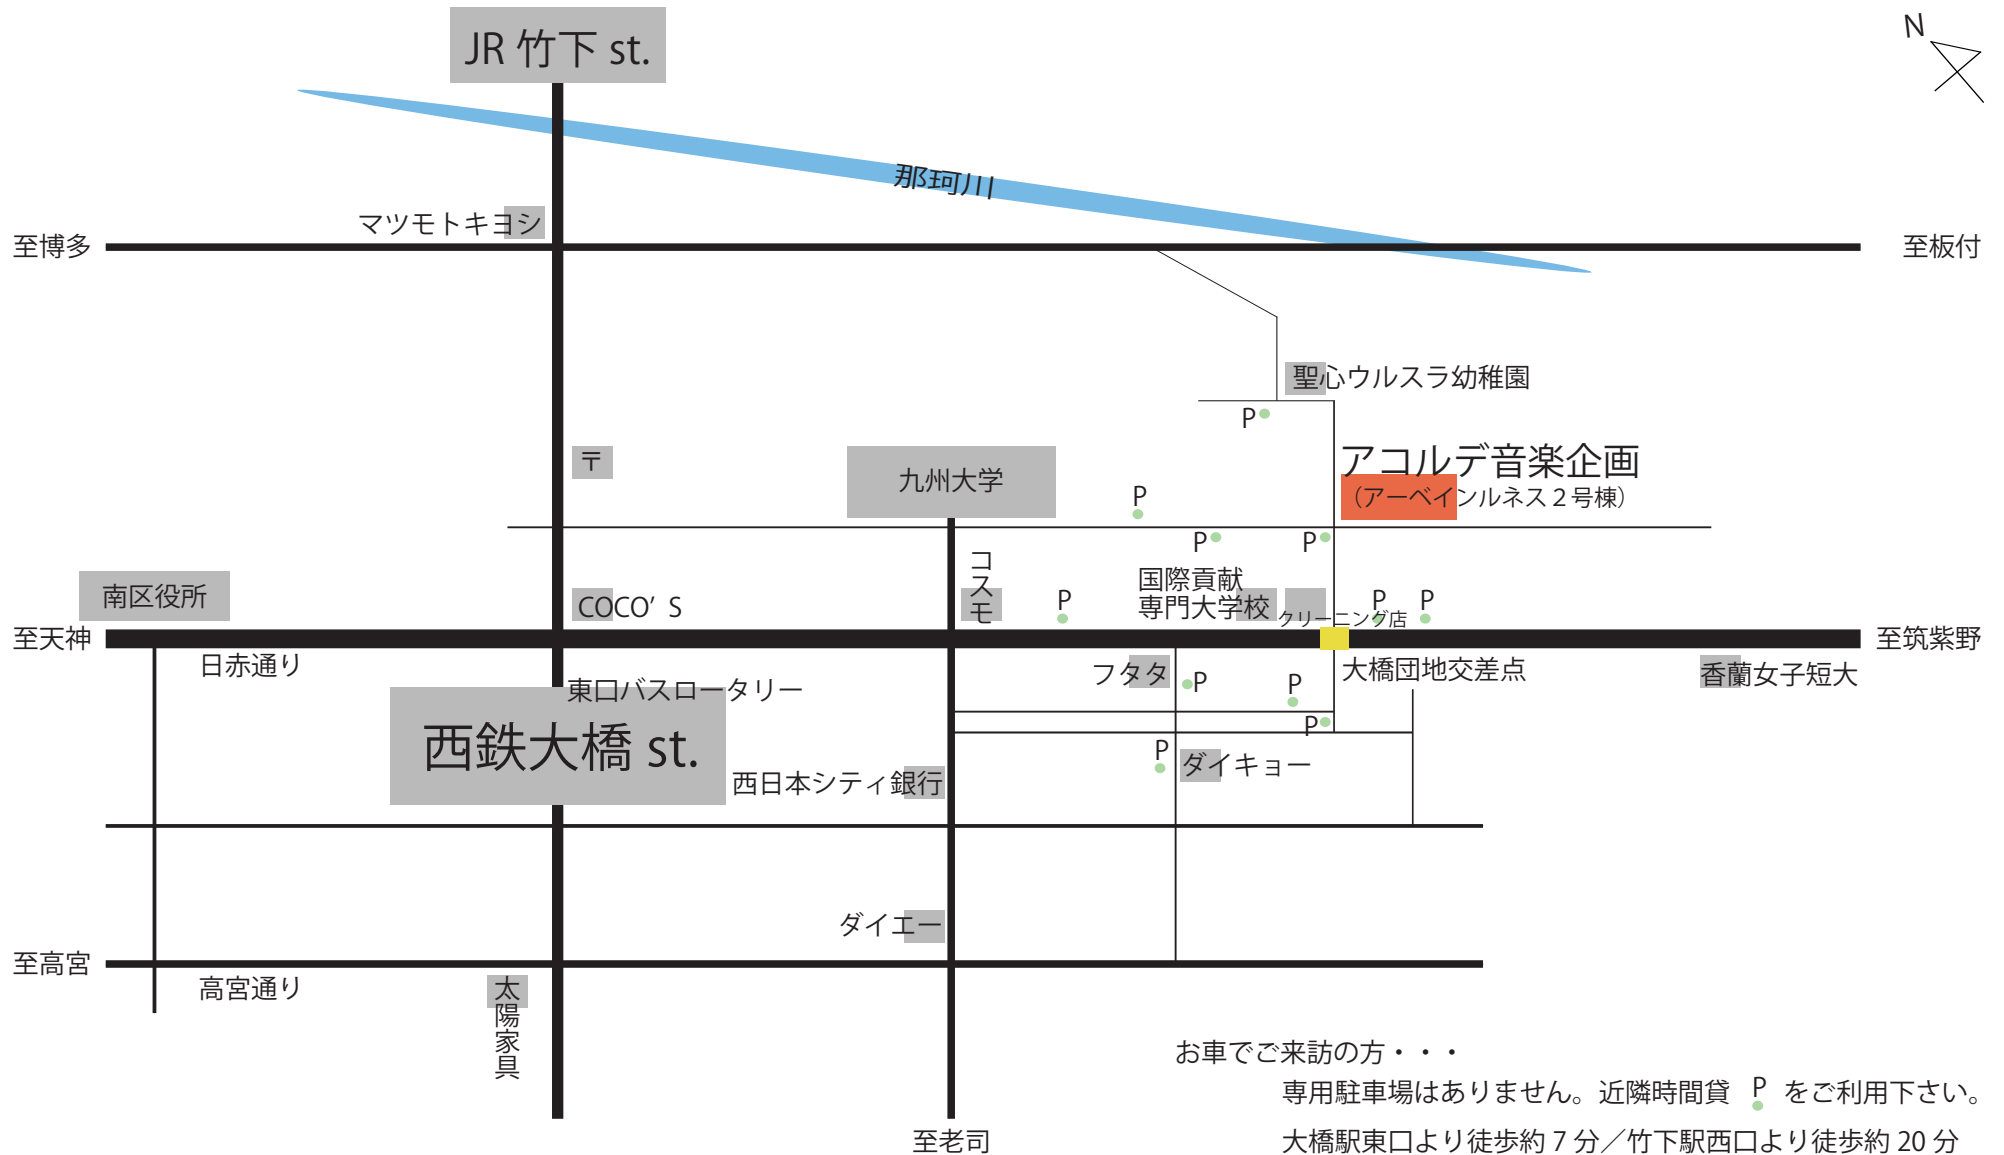 JR 竹下 st.
N
那珂川
マツモトキヨシ
至博多
至板付
聖心ウルスラ幼稚園
P
アコルデ音楽企画
(アーベインルネス２号棟)
〒
九州大学
P
P
P
コスモ
国際貢献
専門大学校
南区役所
COCO’S
P
P
P
クリーニング店
至天神
至筑紫野
日赤通り
フタタ
大橋団地交差点
香蘭女子短大
東口バスロータリー
P
P
P
西鉄大橋 st.
P
ダイキョー
西日本シティ銀行
ダイエー
至高宮
高宮通り
太陽家具
お車でご来訪の方・・・
専用駐車場はありません。近隣時間貸 P をご利用下さい。
至老司
大橋駅東口より徒歩約 7 分／竹下駅西口より徒歩約 20 分